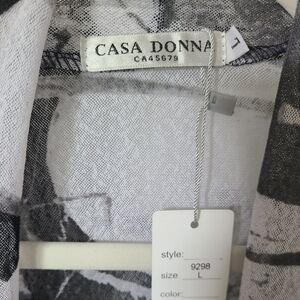 CASA DONNA
CA45679
L
style:
9298
size L
color: